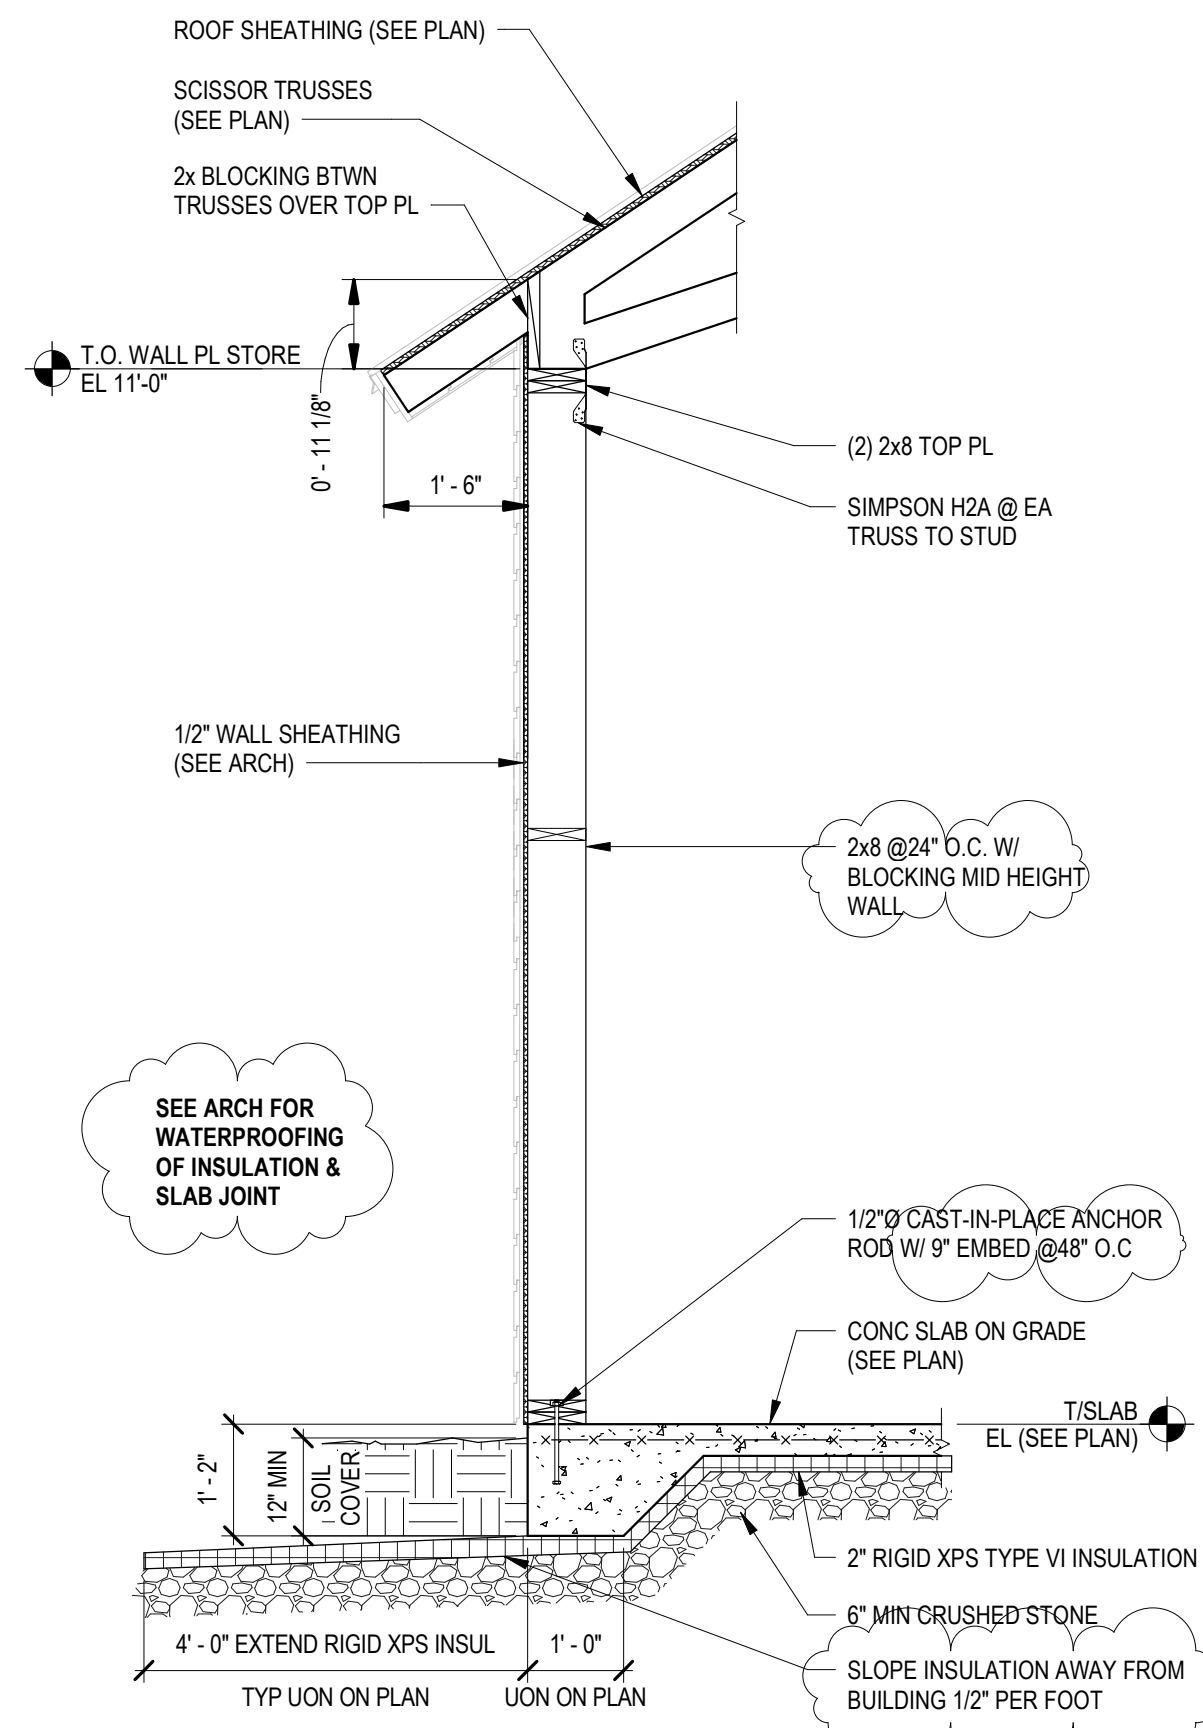 ROOF SHEATHING (SEE PLAN)
SCISSOR TRUSSES
(SEE PLAN)
2x BLOCKING BTWN
TRUSSES OVER TOP PL
T.O. WALL PL STORE
EL 11'-0"
0' - 11 1/8"
1' - 6"
(2) 2x8 TOP PL
SIMPSON H2A @ EA
TRUSS TO STUD
1/2" WALL SHEATHING
(SEE ARCH)
2x8 @24" O.C. W/
BLOCKING MID HEIGHT
WALL
SEE ARCH FOR
WATERPROOFING
OF INSULATION &
SLAB JOINT
1/2"Ø CAST-IN-PLACE ANCHOR
ROD W/ 9" EMBED @48" O.C
CONC SLAB ON GRADE
(SEE PLAN)
T/SLAB
EL (SEE PLAN)
1' - 2"
12" MIN
SOIL
COVER
2" RIGID XPS TYPE VI INSULATION
6" MIN CRUSHED STONE
4' - 0" EXTEND RIGID XPS INSUL
1' - 0"
TYP UON ON PLAN
UON ON PLAN
SLOPE INSULATION AWAY FROM
BUILDING 1/2" PER FOOT